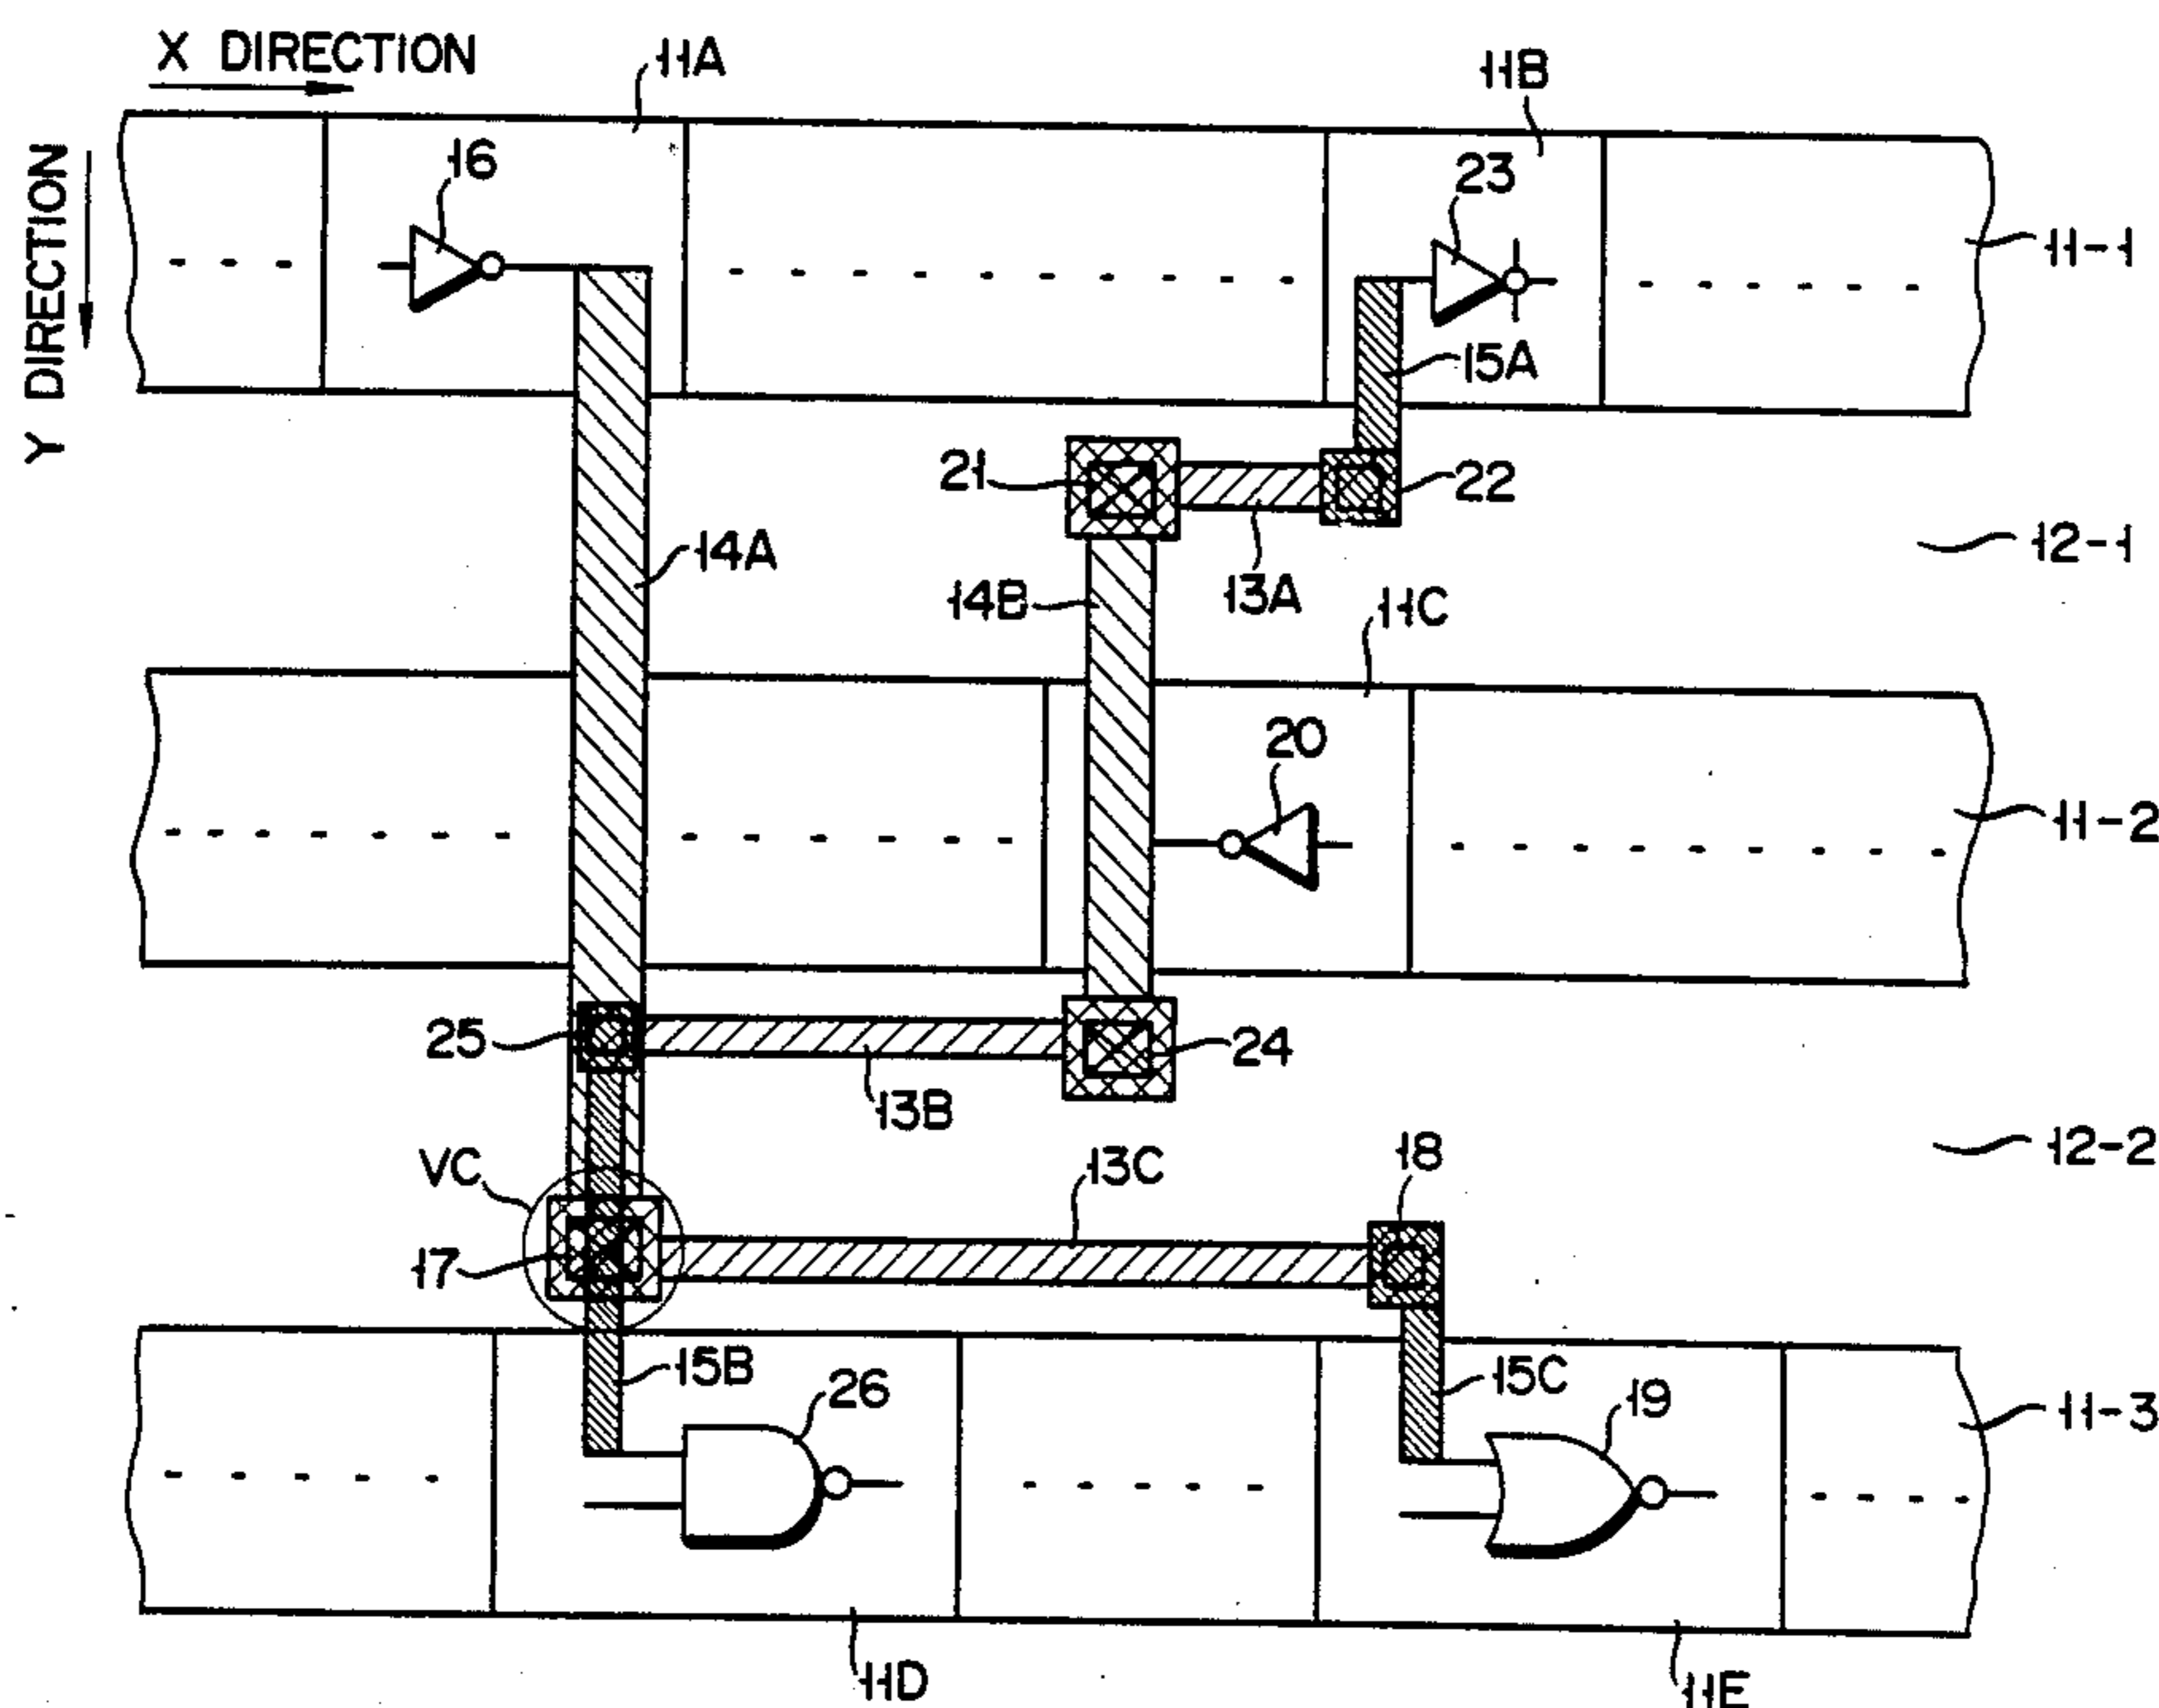 X DIRECTION
Y DIRECTION
11A
11B
16
23
11-1
15A
21
22
12-1
14A
14B
13A
11C
20
11-2
25
24
13B
12-2
VC
13C
18
17
15B
26
15C
19
11-3
11D
11E